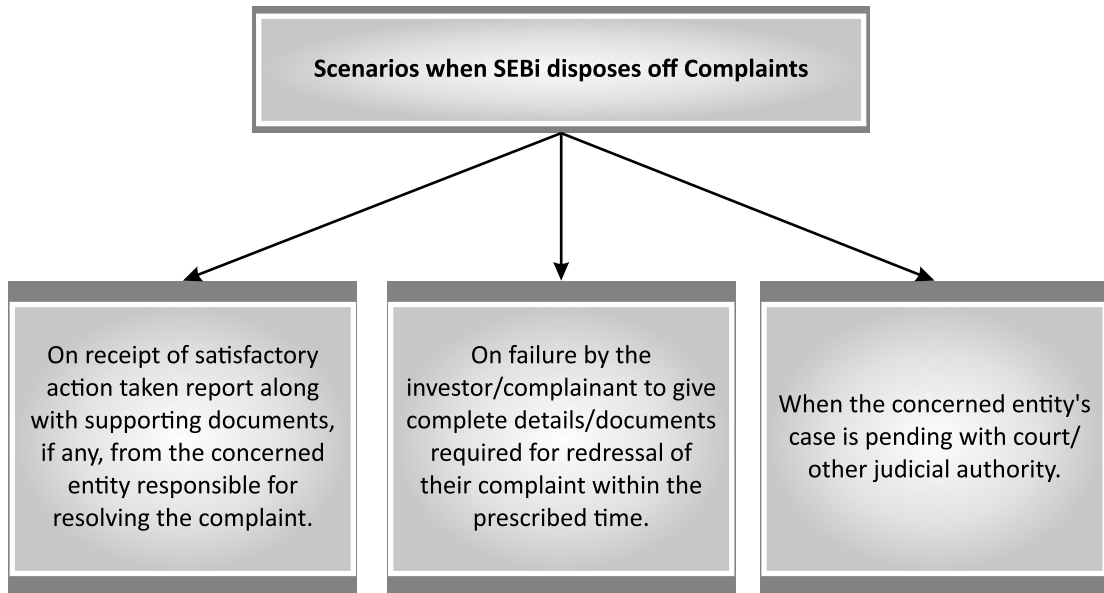 Scenarios when SEBi disposes off Complaints
On receipt of satisfactory
action taken report along
with supporting documents,
if any, from the concerned
entity responsible for
resolving the complaint.
On failure by the
investor/complainant to give
complete details/documents
required for redressal of
their complaint within the
prescribed time.
When the concerned entity's
case is pending with court/
other judicial authority.